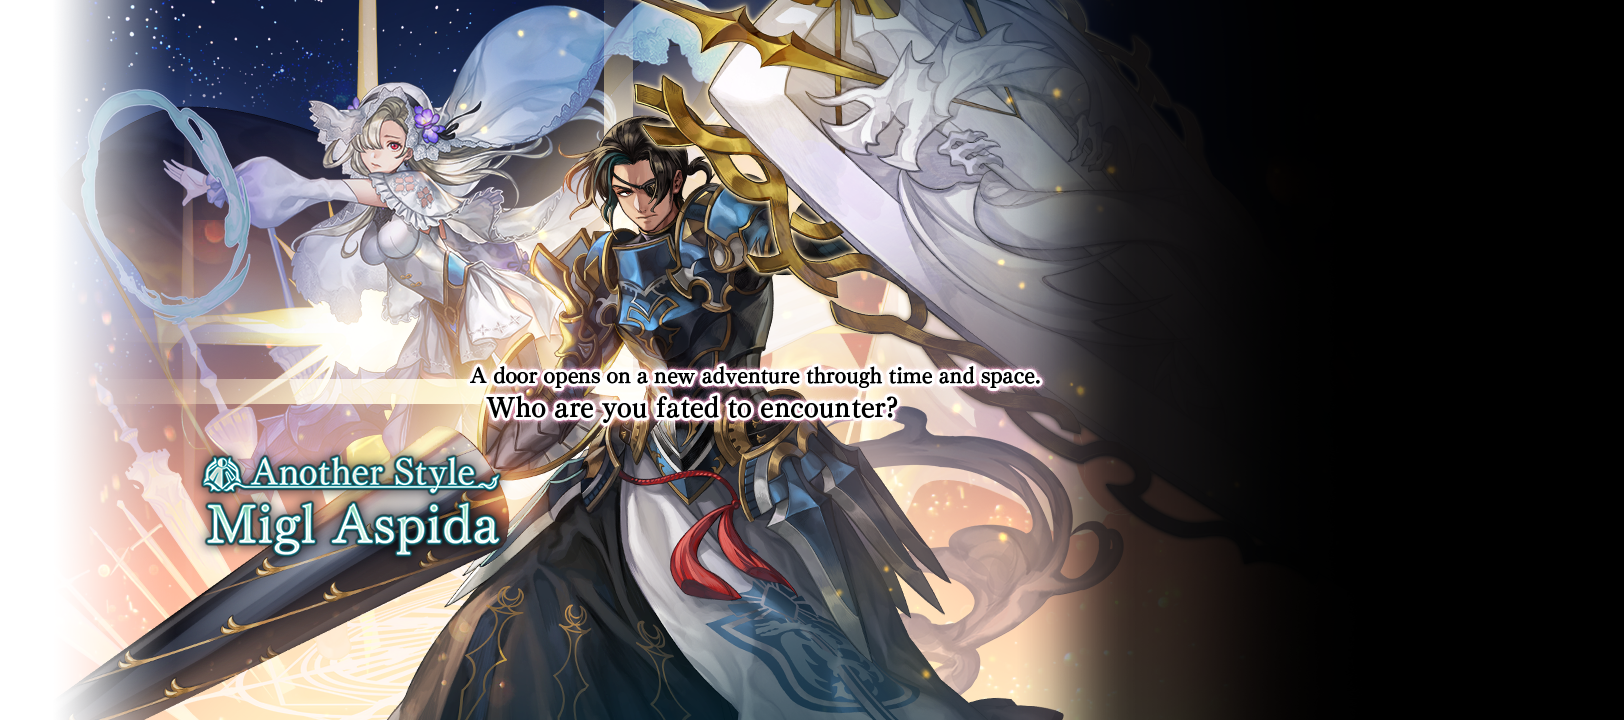 A door opens on a new adventure through time and space.
Who are you fated to encounter?
Another Style
Migl Aspida